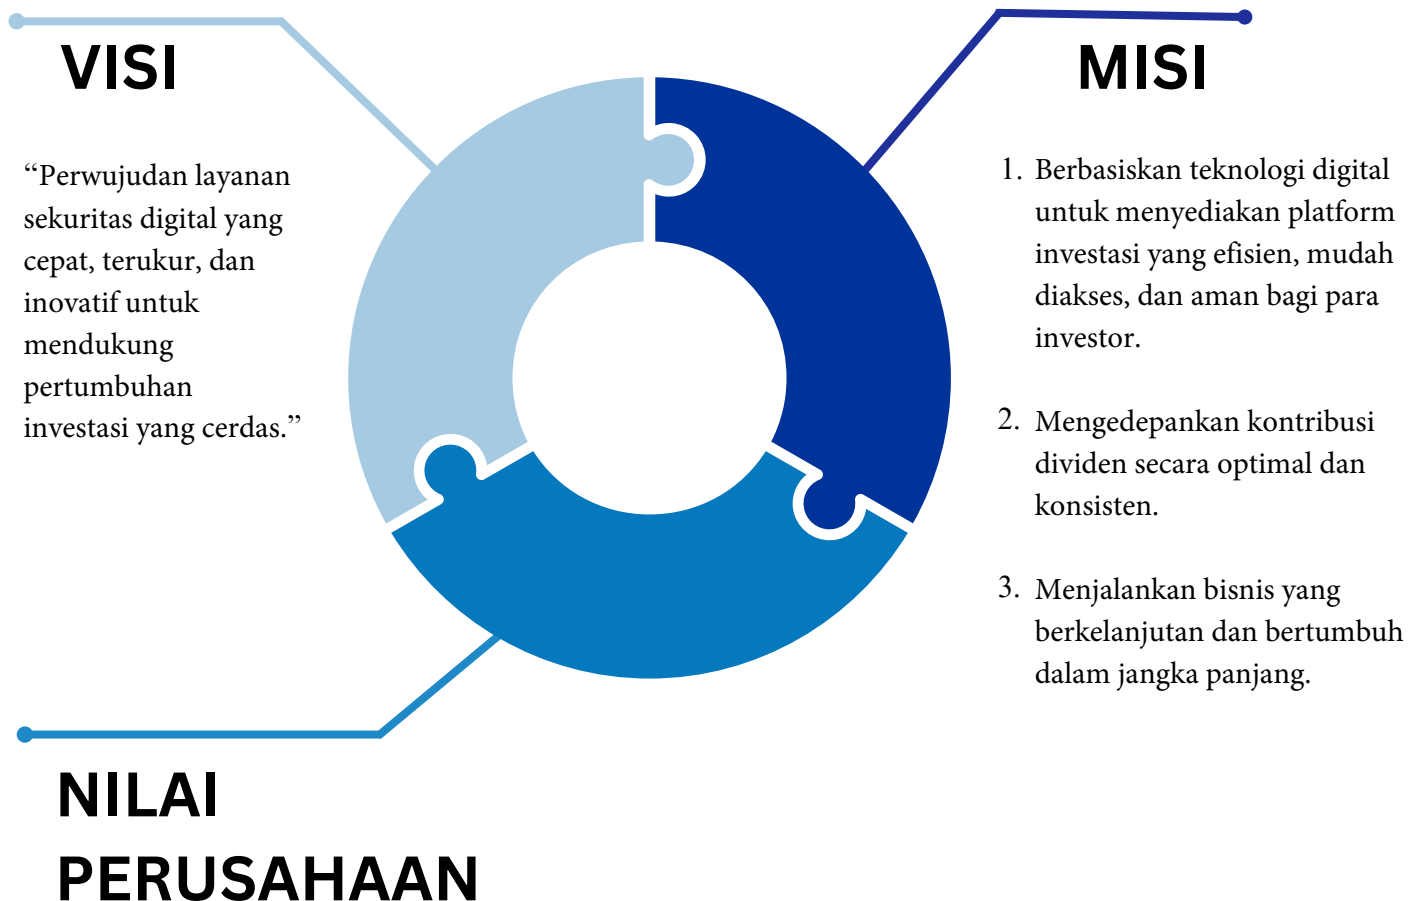 VISI
“Perwujudan layanan
sekuritas digital yang
cepat, terukur, dan
inovatif untuk
mendukung
pertumbuhan
investasi yang cerdas.”
MISI
1. Berbasiskan teknologi digital
untuk menyediakan platform
investasi yang efisien, mudah
diakses, dan aman bagi para
investor.
2. Mengedepankan kontribusi
dividen secara optimal dan
konsisten.
3. Menjalankan bisnis yang
berkelanjutan dan bertumbuh
dalam jangka panjang.
NILAI
PERUSAHAAN